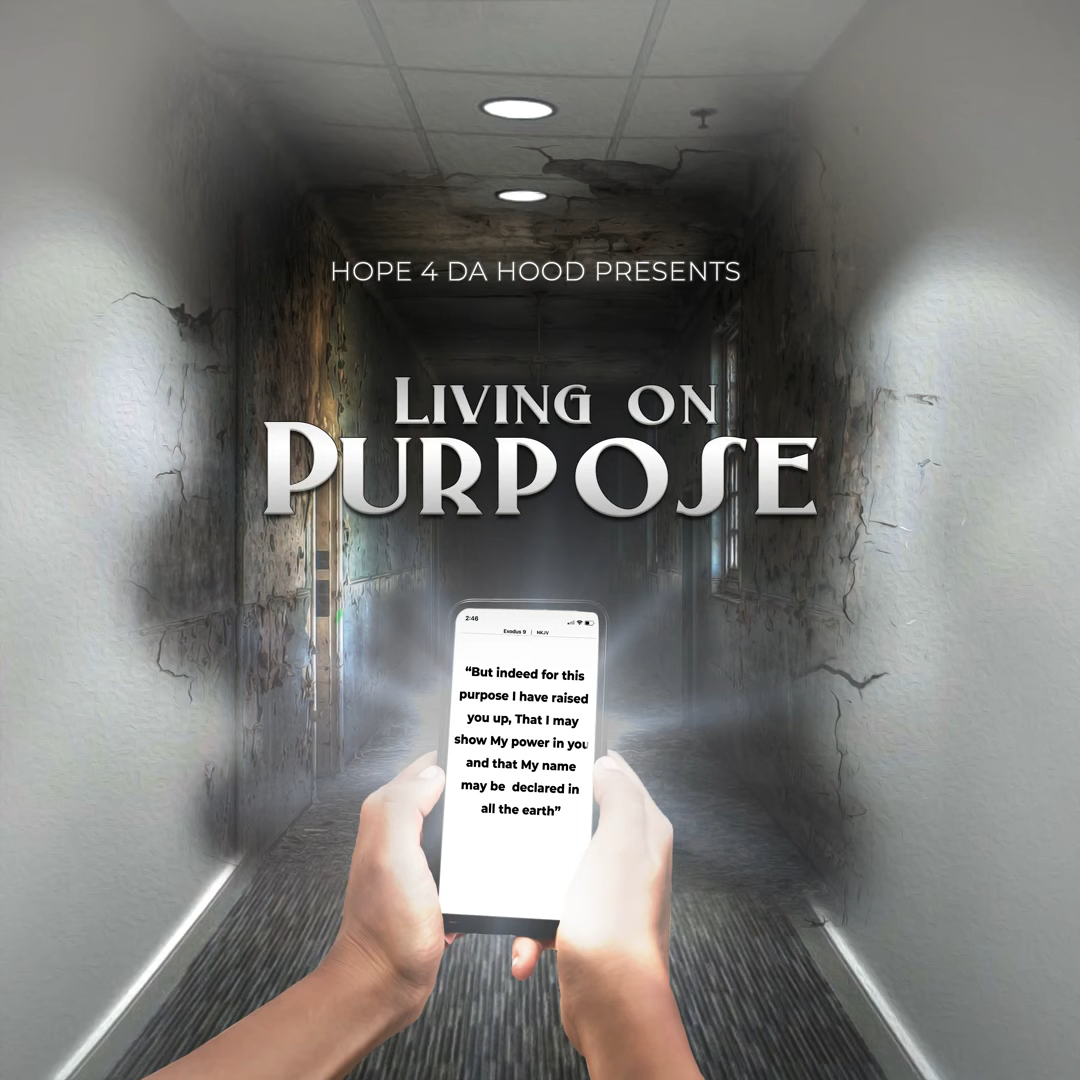 HOPE 4 DA HOOD PRESENTS
LIVING ON
PURPOSE
2:46
Exodus 9 | NKJV
“But indeed for this
purpose I have raised
you up, That I may
show My power in you
and that My name
may be declared in
all the earth”